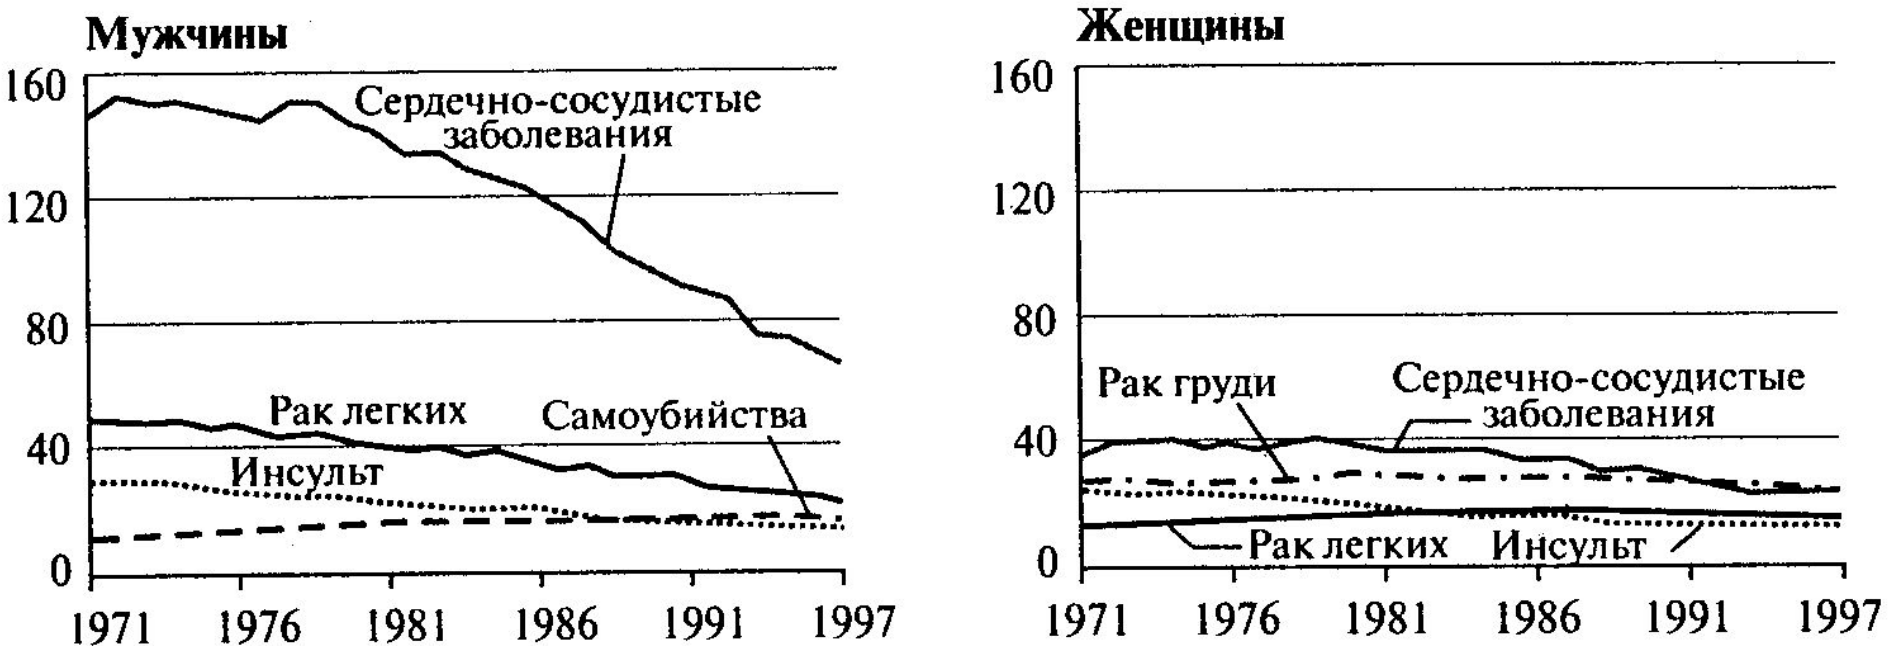 Мужчины
160
120
80
40
0
Сердечно-сосудистые
заболевания
Рак легких
Самоубийства
Инсульт
1971 1976 1981 1986 1991 1997
Женщины
160
120
80
40
0
Рак груди
Сердечно-сосудистые
заболевания
Рак легких
Инсульт
1971 1976 1981 1986 1991 1997